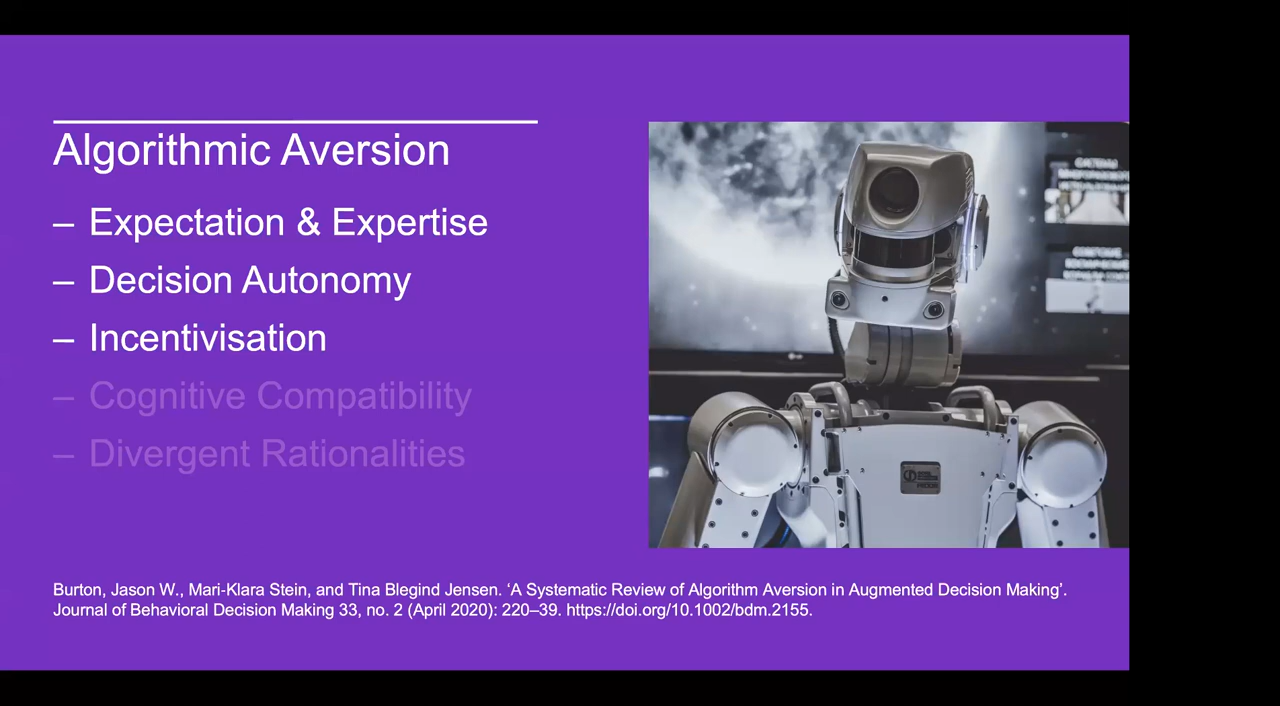 Algorithmic Aversion
– Expectation & Expertise
– Decision Autonomy
– Incentivisation
– Cognitive Compatibility
– Divergent Rationalities
Burton, Jason W., Mari-Klara Stein, and Tina Blegind Jensen. ‘A Systematic Review of Algorithm Aversion in Augmented Decision Making’.
Journal of Behavioral Decision Making 33, no. 2 (April 2020): 220–39. https://doi.org/10.1002/bdm.2155.